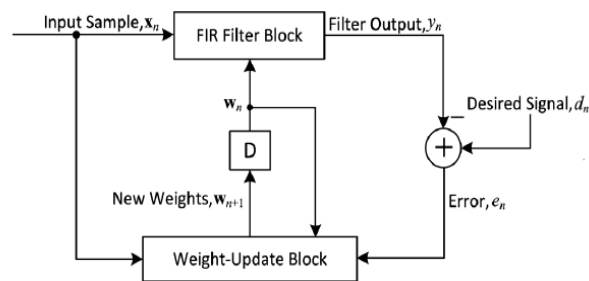 Input Sample, xₙ
FIR Filter Block
Filter Output, yₙ
wₙ
−
Desired Signal, dₙ
+
D
New Weights, wₙ₊₁
Error, eₙ
Weight-Update Block